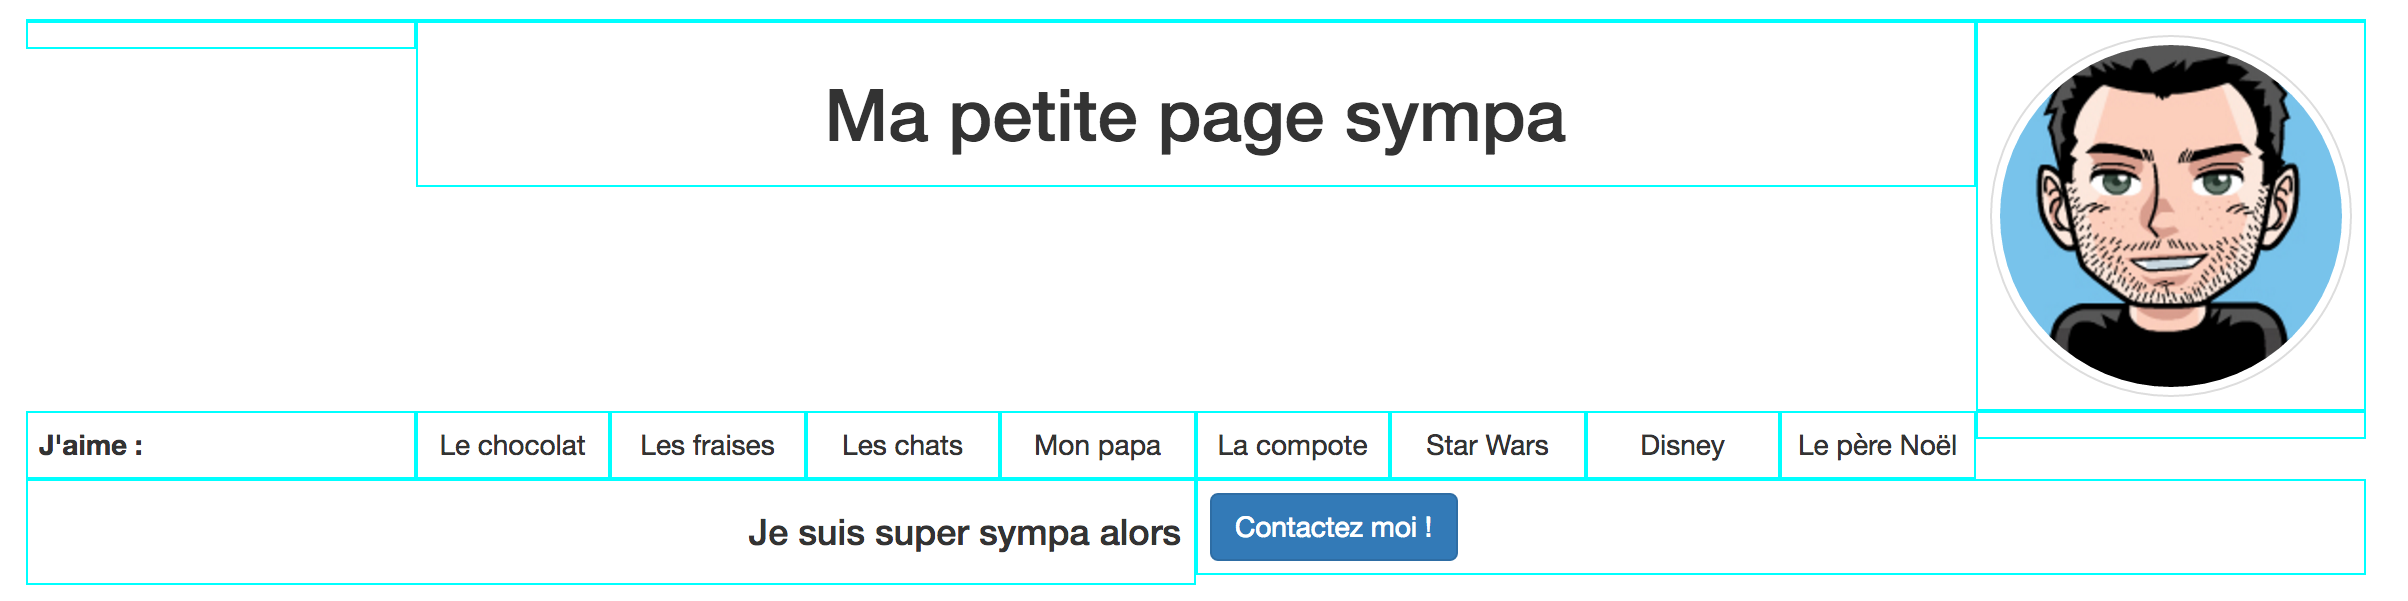 Ma petite page sympa
J'aime : Le chocolat Les fraises Les chats Mon papa La compote Star Wars Disney Le père Noël
Je suis super sympa alors Contactez moi !